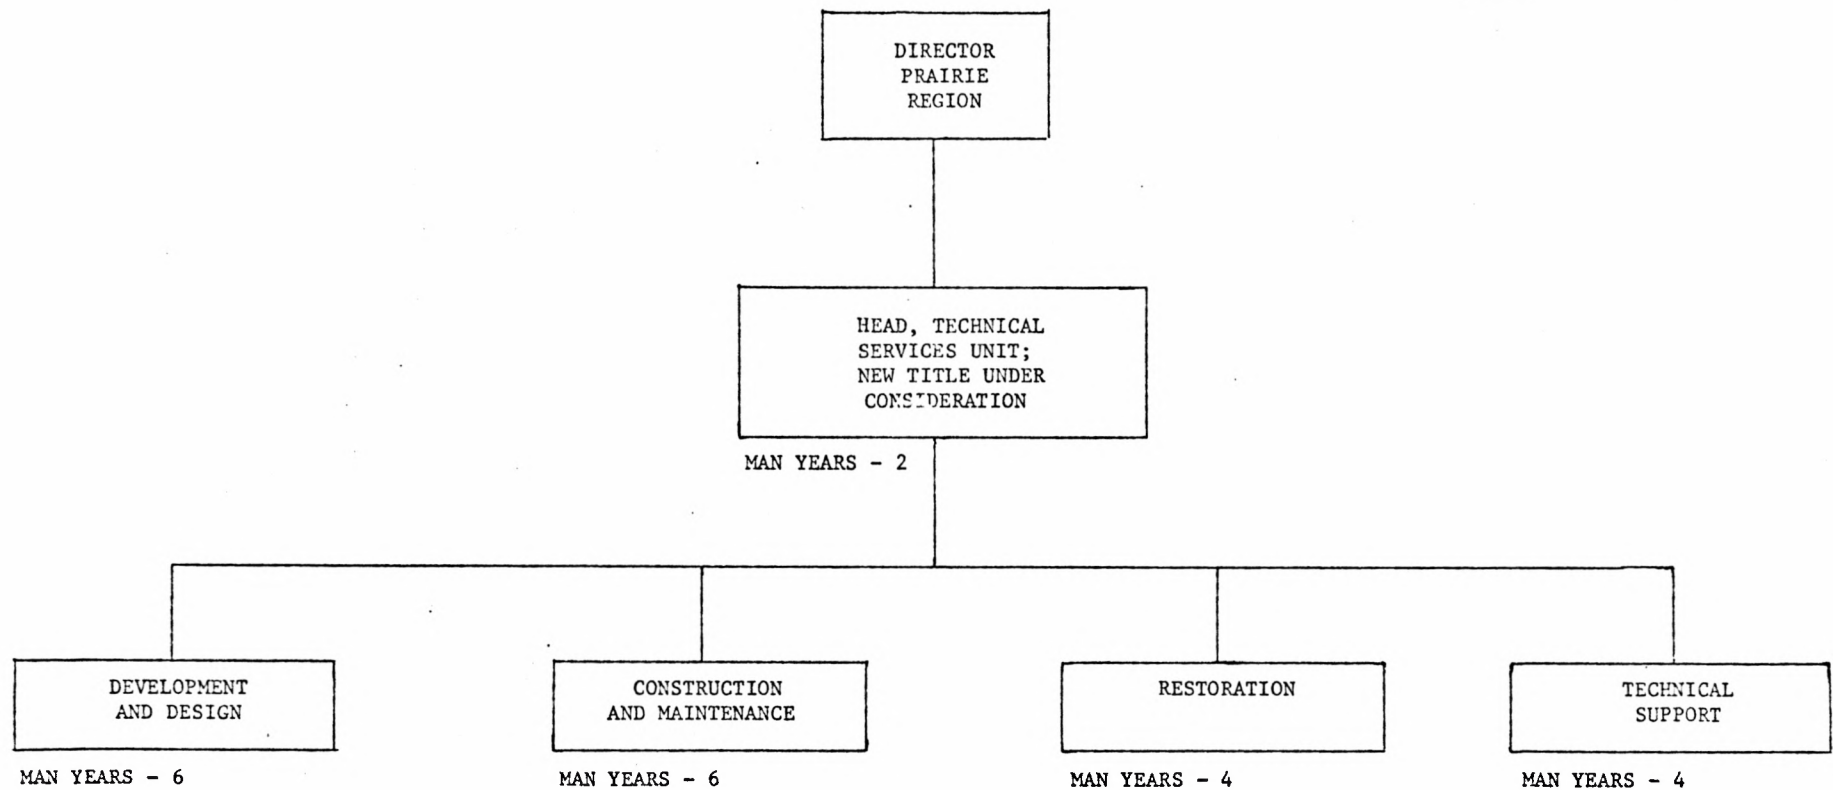 DIRECTOR
PRAIRIE
REGION
HEAD, TECHNICAL
SERVICES UNIT;
NEW TITLE UNDER
CONSIDERATION
MAN YEARS - 2
DEVELOPMENT
AND DESIGN
MAN YEARS - 6
CONSTRUCTION
AND MAINTENANCE
MAN YEARS - 6
RESTORATION
MAN YEARS - 4
TECHNICAL
SUPPORT
MAN YEARS - 4